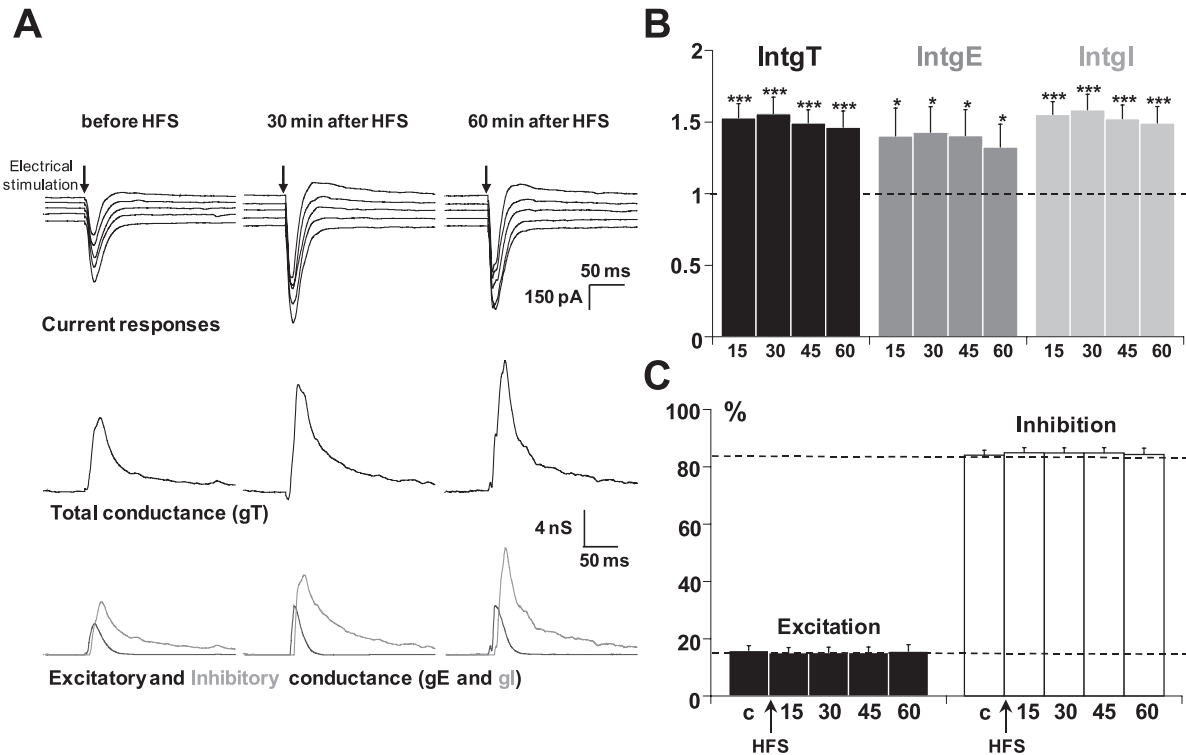 A
before HFS
30 min after HFS
60 min after HFS
Electrical
stimulation
50 ms
150 pA
Current responses
Total conductance (gT)
4 nS
50 ms
Excitatory and Inhibitory conductance (gE and gI)
B
2
1.5
1
0.5
0
IntgT
IntgE
IntgI
*** *** *** ***
* * * *
*** *** *** ***
15 30 45 60
15 30 45 60
15 30 45 60
C
%
100
80
60
40
20
0
Inhibition
Excitation
c 15 30 45 60
c 15 30 45 60
HFS
HFS